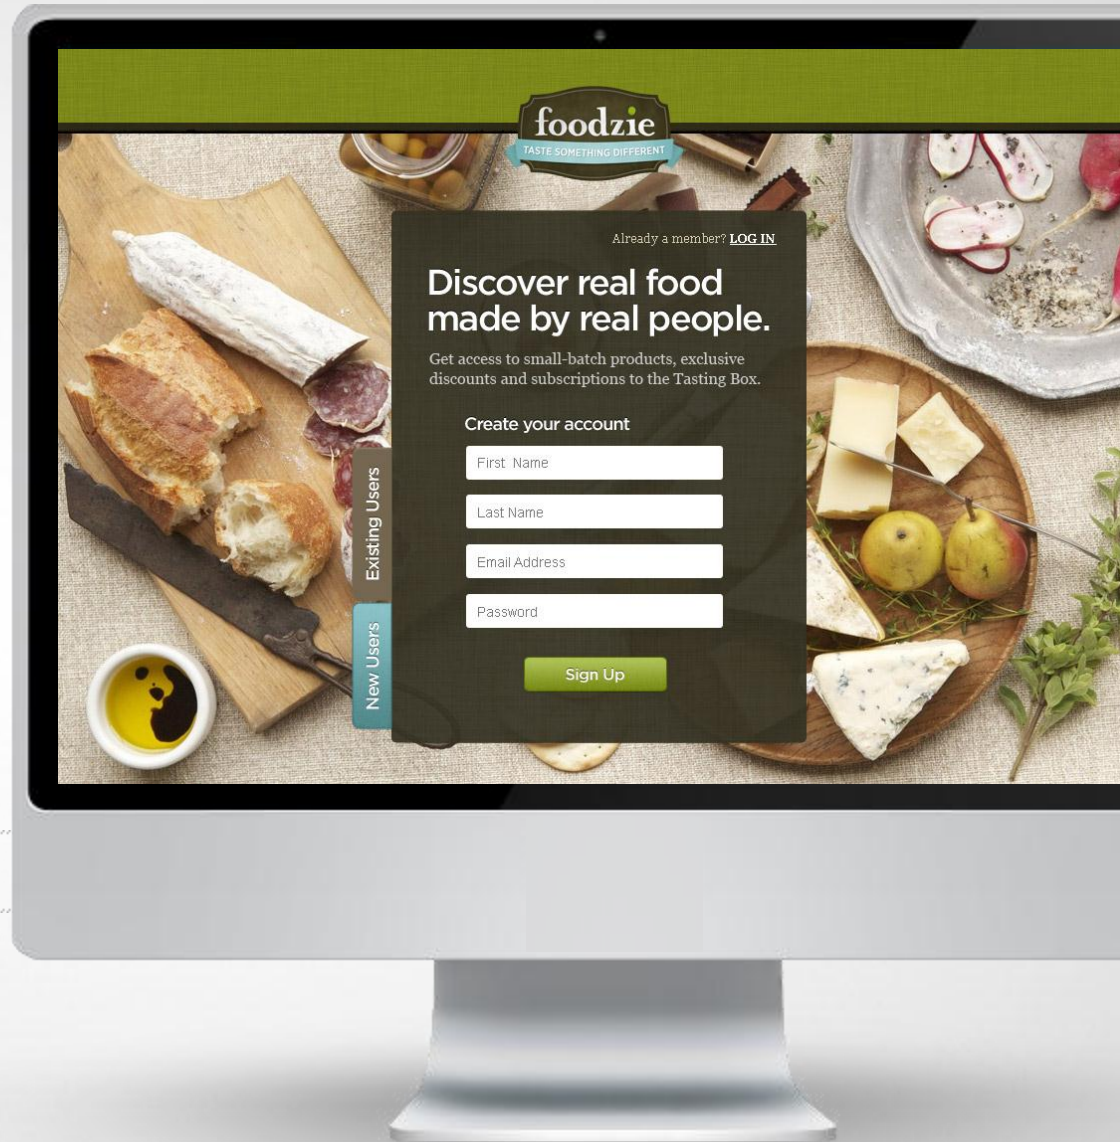 foodzie
TASTE SOMETHING DIFFERENT
Already a member? LOG IN
Discover real food
made by real people.
Get access to small-batch products, exclusive
discounts and subscriptions to the Tasting Box.
Create your account
First Name
Last Name
Email Address
Password
Sign Up
Existing Users
New Users